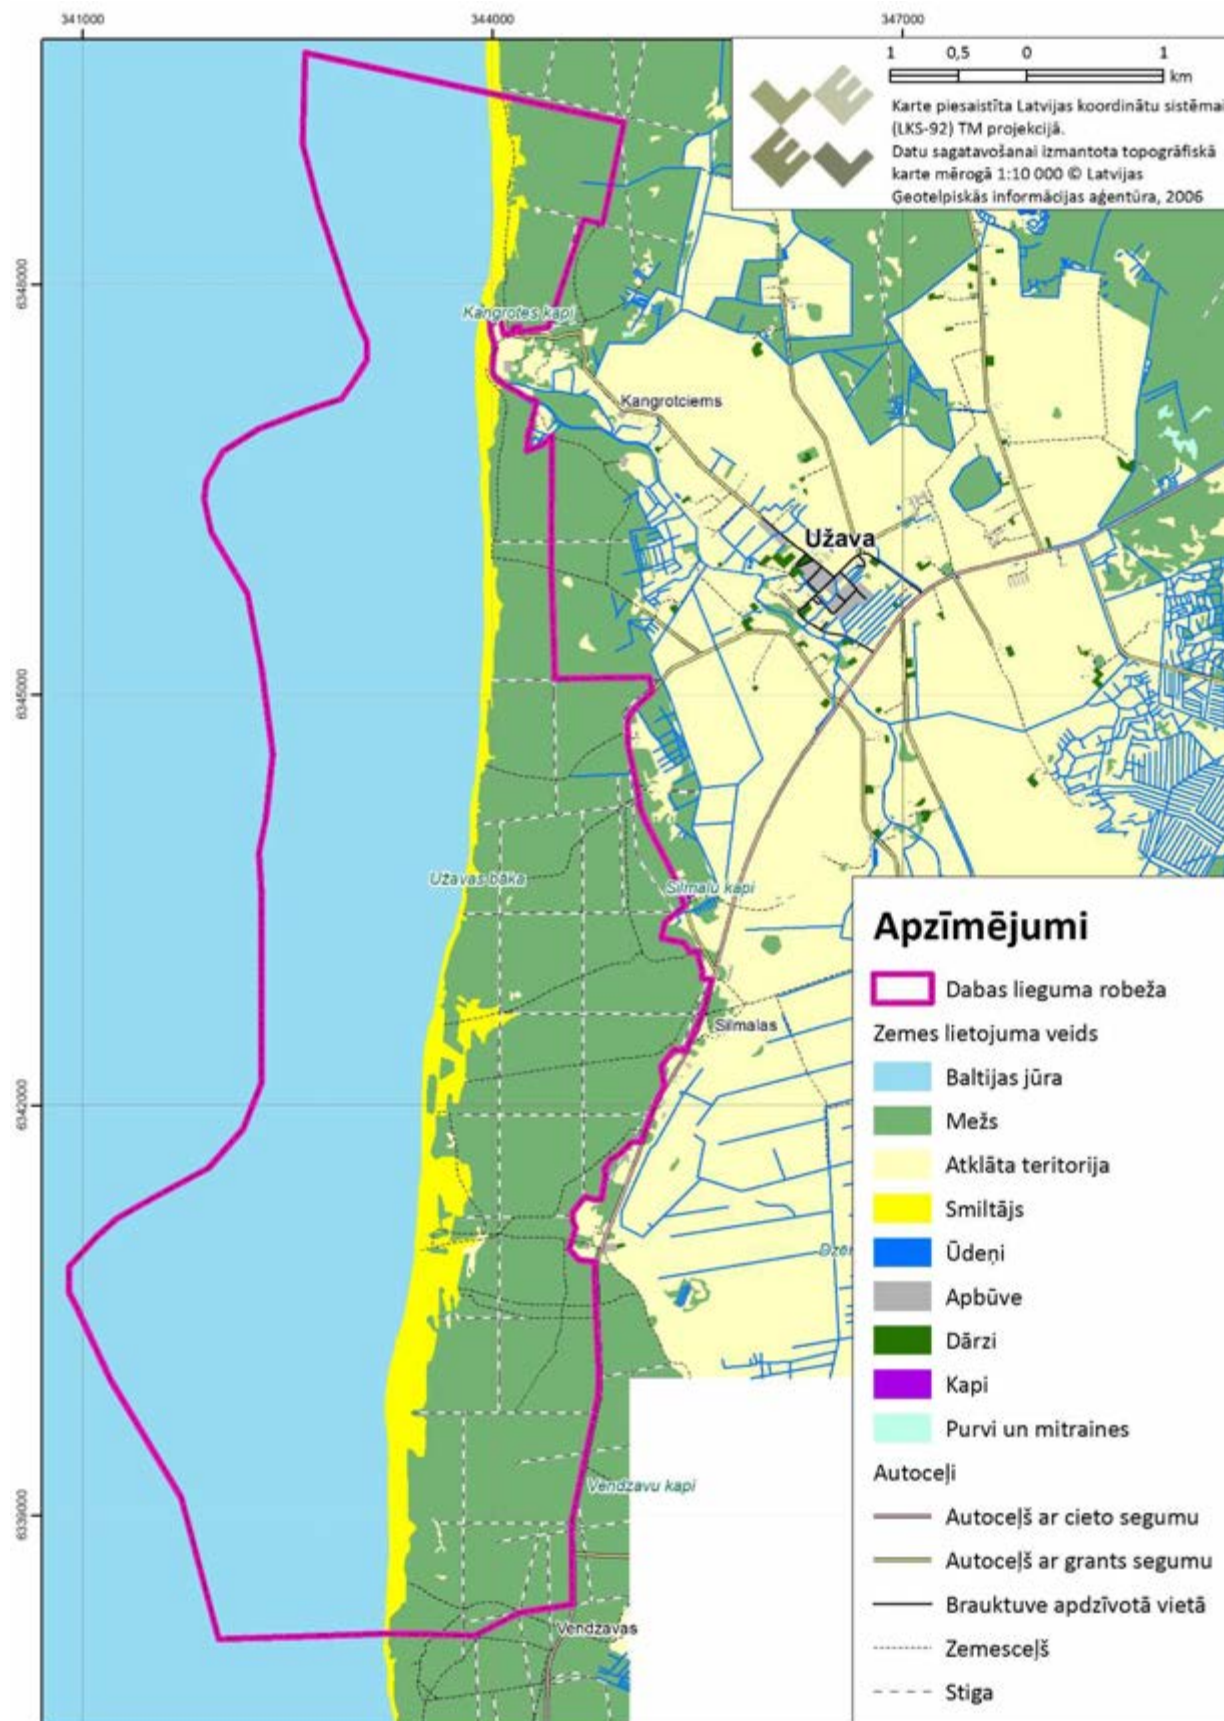 341000
344000
347000
1 0,5 0 1
km
Karte piesaistīta Latvijas koordinātu sistēmai
(LKS-92) TM projekcijā.
Datu sagatavošanai izmantota topogrāfiskā
karte mērogā 1:10 000 © Latvijas
Ģeotelpiskās informācijas aģentūra, 2006
6348000
Kangrotes kapi
Kangrotciems
Užava
6345000
Užavas bāka
Silmalu kapi
Silmalas
6342000
Vendzavu kapi
6339000
Vendzavas
Apzīmējumi
Dabas lieguma robeža
Zemes lietojuma veids
Baltijas jūra
Mežs
Atklāta teritorija
Smiltājs
Ūdeņi
Apbūve
Dārzi
Kapi
Purvi un mitraines
Autoceļi
Autoceļš ar cieto segumu
Autoceļš ar grants segumu
Brauktuve apdzīvotā vietā
Zemesceļš
Stiga